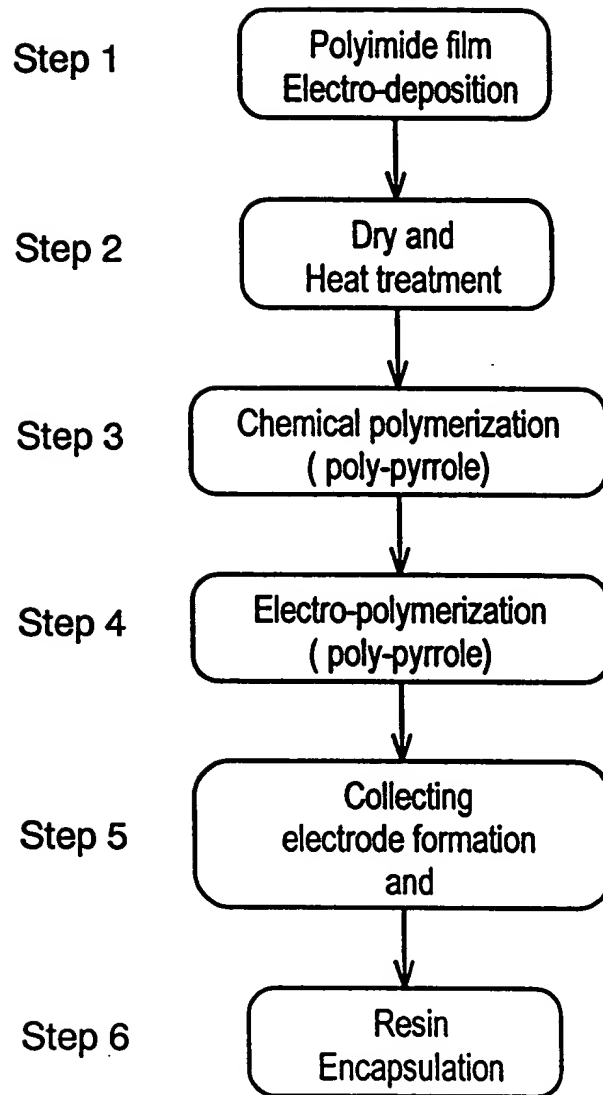 Step 1
Polyimide film
Electro-deposition
Step 2
Dry and
Heat treatment
Step 3
Chemical polymerization
( poly-pyrrole)
Step 4
Electro-polymerization
( poly-pyrrole)
Step 5
Collecting
electrode formation
and
Step 6
Resin
Encapsulation